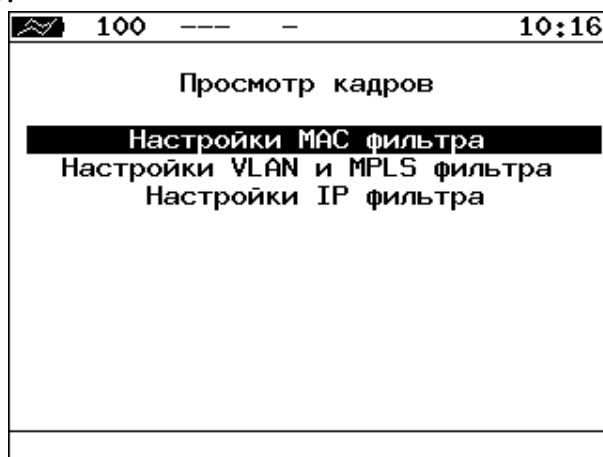 100 --- - 10:16
Просмотр кадров
Настройки MAC фильтра
Настройки VLAN и MPLS фильтра
Настройки IP фильтра